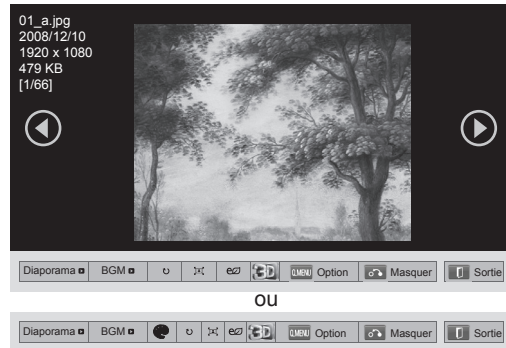 01_a.jpg
2008/12/10
1920 x 1080
479 KB
[1/66]
Diaporama BGM 3D Q.MENU Option Masquer Sortie
ou
Diaporama BGM 3D Q.MENU Option Masquer Sortie